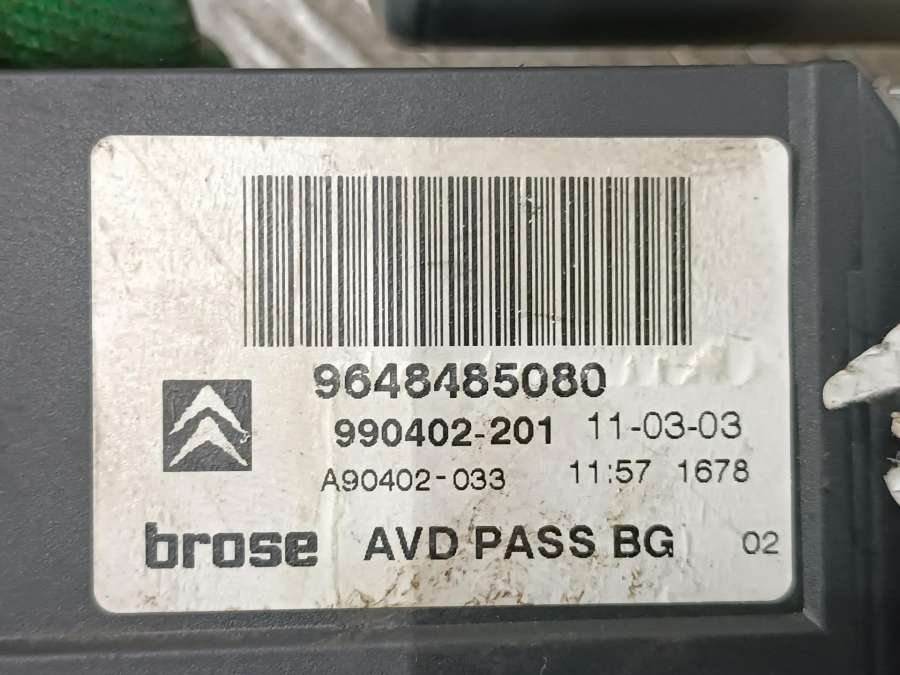 9648485080
990402-201 11-03-03
A90402-033 11:57 1678
brose AVD PASS BG 02